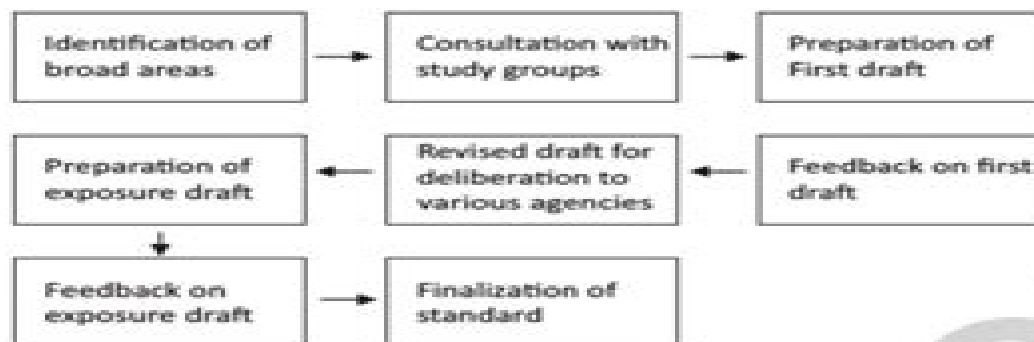 Identification of
broad areas
Consultation with
study groups
Preparation of
First draft
Preparation of
exposure draft
Revised draft for
deliberation to
various agencies
Feedback on first
draft
Feedback on
exposure draft
Finalization of
standard